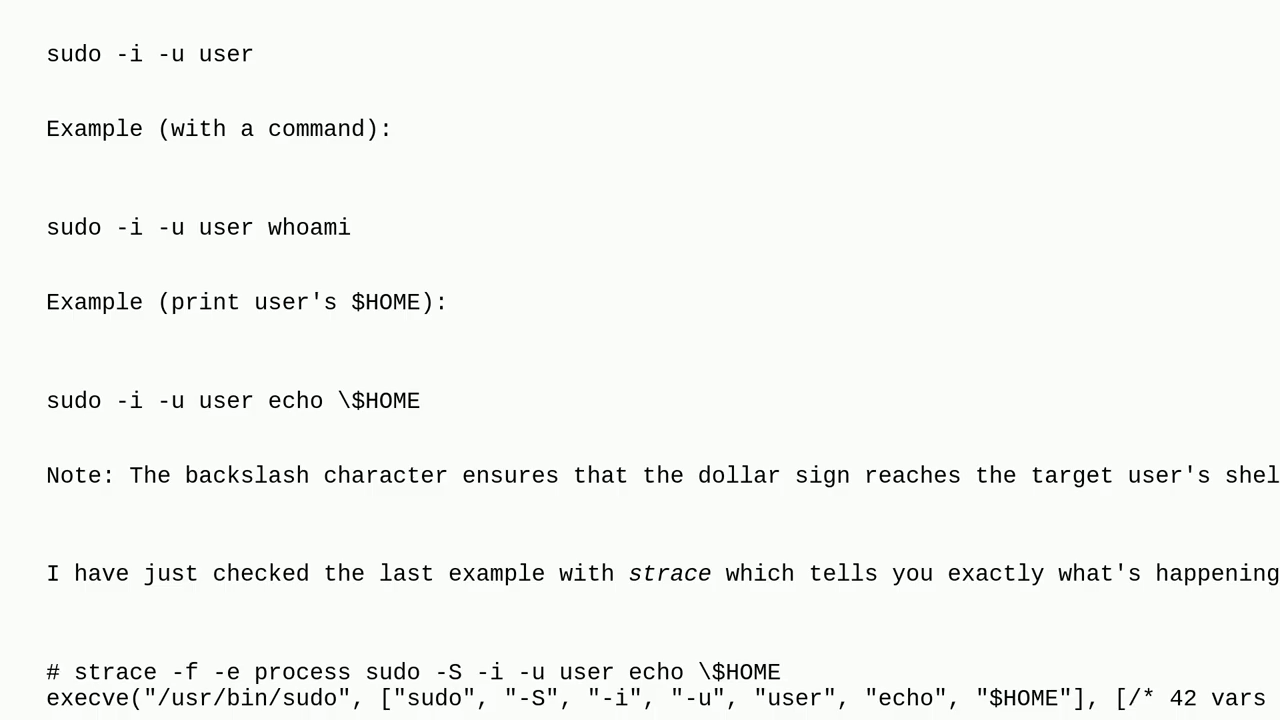 sudo -i -u user
Example (with a command):
sudo -i -u user whoami
Example (print user's $HOME):
sudo -i -u user echo \$HOME
Note: The backslash character ensures that the dollar sign reaches the target user's shel
I have just checked the last example with strace which tells you exactly what's happening
# strace -f -e process sudo -S -i -u user echo \$HOME
execve("/usr/bin/sudo", ["sudo", "-S", "-i", "-u", "user", "echo", "$HOME"], [/* 42 vars